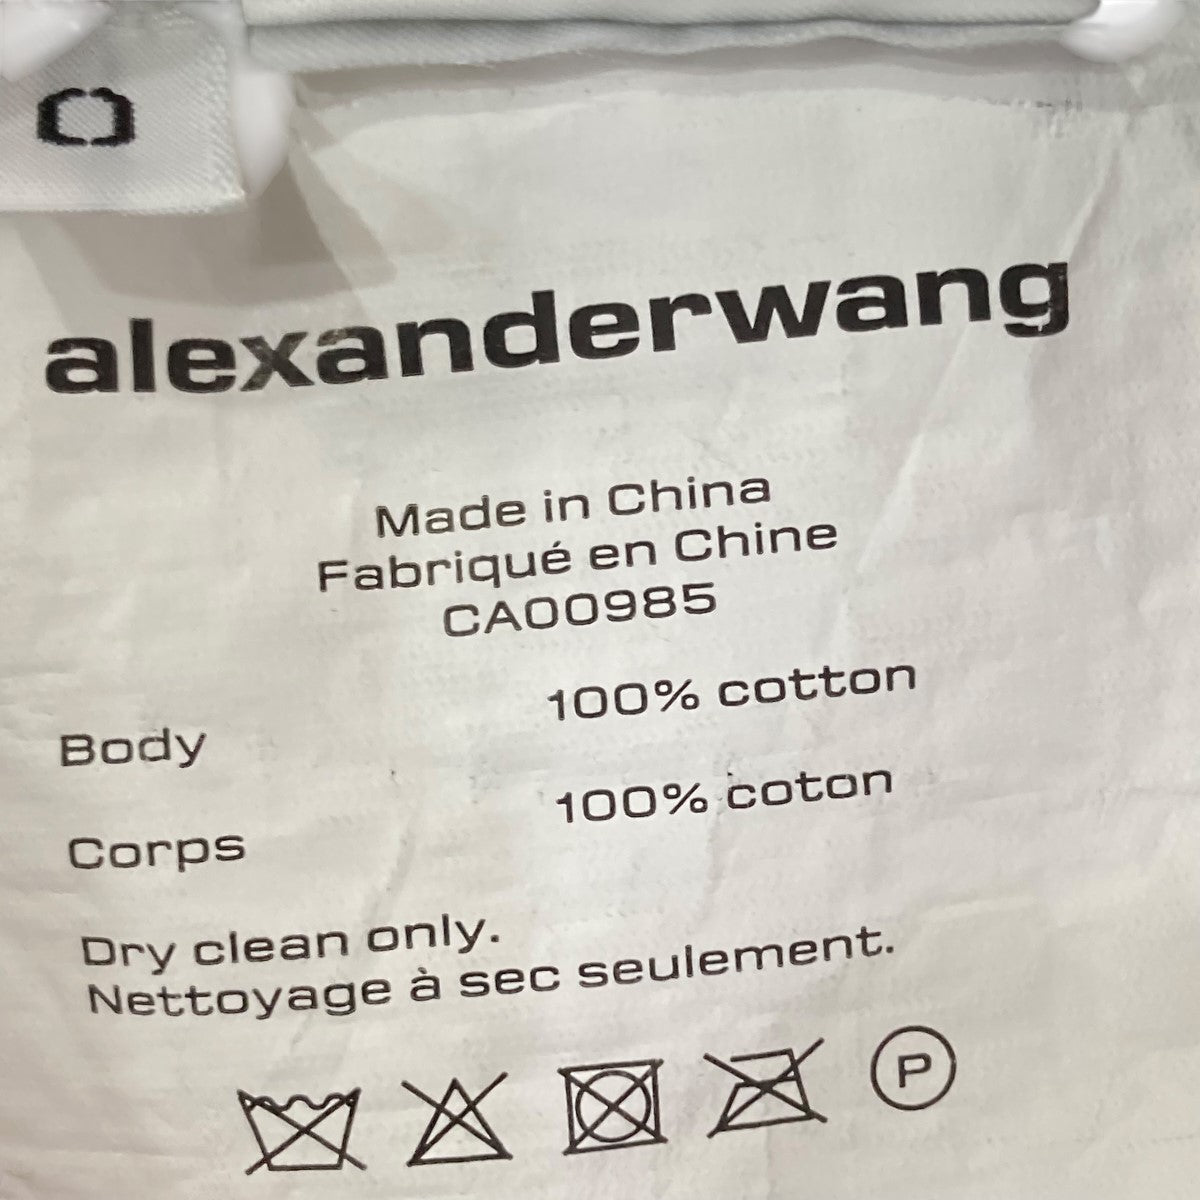 0
alexanderwang
Made in China
Fabriqué en Chine
CA00985
Body 100% cotton
Corps 100% coton
Dry clean only.
Nettoyage à sec seulement.
P